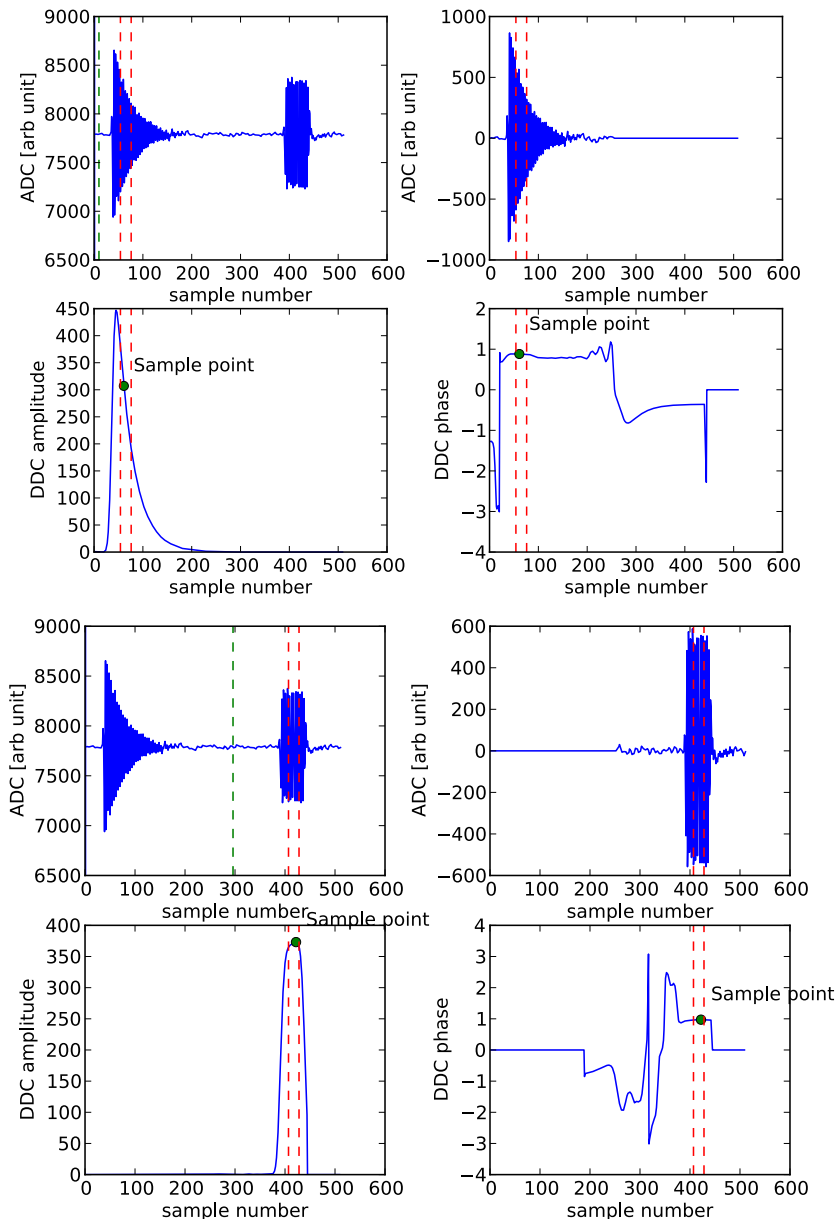 9000
8500
8000
7500
7000
6500
ADC [arb unit]
0 100 200 300 400 500 600
sample number
1000
500
0
−500
−1000
ADC [arb unit]
0 100 200 300 400 500 600
sample number
450
400
350
300
250
200
150
100
50
0
DDC amplitude
Sample point
0 100 200 300 400 500 600
sample number
2
1
0
−1
−2
−3
−4
DDC phase
Sample point
0 100 200 300 400 500 600
sample number
9000
8500
8000
7500
7000
6500
ADC [arb unit]
0 100 200 300 400 500 600
sample number
600
400
200
0
−200
−400
−600
ADC [arb unit]
0 100 200 300 400 500 600
sample number
400
350
300
250
200
150
100
50
0
DDC amplitude
Sample point
0 100 200 300 400 500 600
sample number
4
3
2
1
0
−1
−2
−3
−4
DDC phase
Sample point
0 100 200 300 400 500 600
sample number